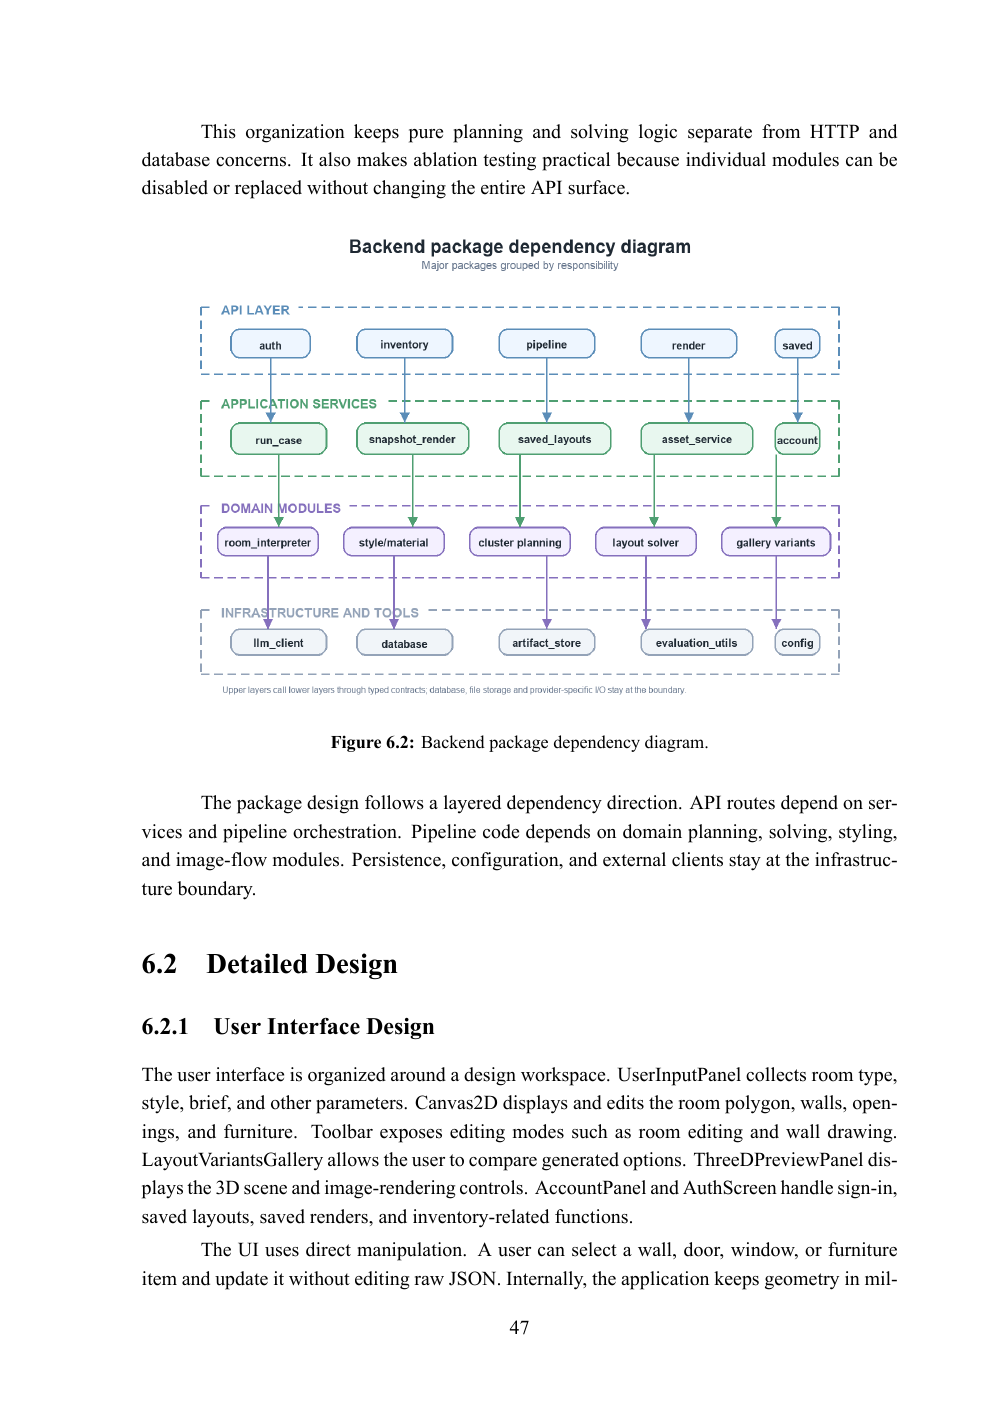 This organization keeps pure planning and solving logic separate from HTTP and
database concerns. It also makes ablation testing practical because individual modules can be
disabled or replaced without changing the entire API surface.
Backend package dependency diagram
Major packages grouped by responsibility
API LAYER
auth
inventory
pipeline
render
saved
APPLICATION SERVICES
run_case
snapshot_render
saved_layouts
asset_service
account
DOMAIN MODULES
room_interpreter
style/material
cluster planning
layout solver
gallery variants
INFRASTRUCTURE AND TOOLS
llm_client
database
artifact_store
evaluation_utils
config
Upper layers call lower layers through typed contracts; database, file storage and provider-specific I/O stay at the boundary.
Figure 6.2: Backend package dependency diagram.
The package design follows a layered dependency direction. API routes depend on ser-
vices and pipeline orchestration. Pipeline code depends on domain planning, solving, styling,
and image-flow modules. Persistence, configuration, and external clients stay at the infrastruc-
ture boundary.
6.2 Detailed Design
6.2.1 User Interface Design
The user interface is organized around a design workspace. UserInputPanel collects room type,
style, brief, and other parameters. Canvas2D displays and edits the room polygon, walls, open-
ings, and furniture. Toolbar exposes editing modes such as room editing and wall drawing.
LayoutVariantsGallery allows the user to compare generated options. ThreeDPreviewPanel dis-
plays the 3D scene and image-rendering controls. AccountPanel and AuthScreen handle sign-in,
saved layouts, saved renders, and inventory-related functions.
The UI uses direct manipulation. A user can select a wall, door, window, or furniture
item and update it without editing raw JSON. Internally, the application keeps geometry in mil-
47